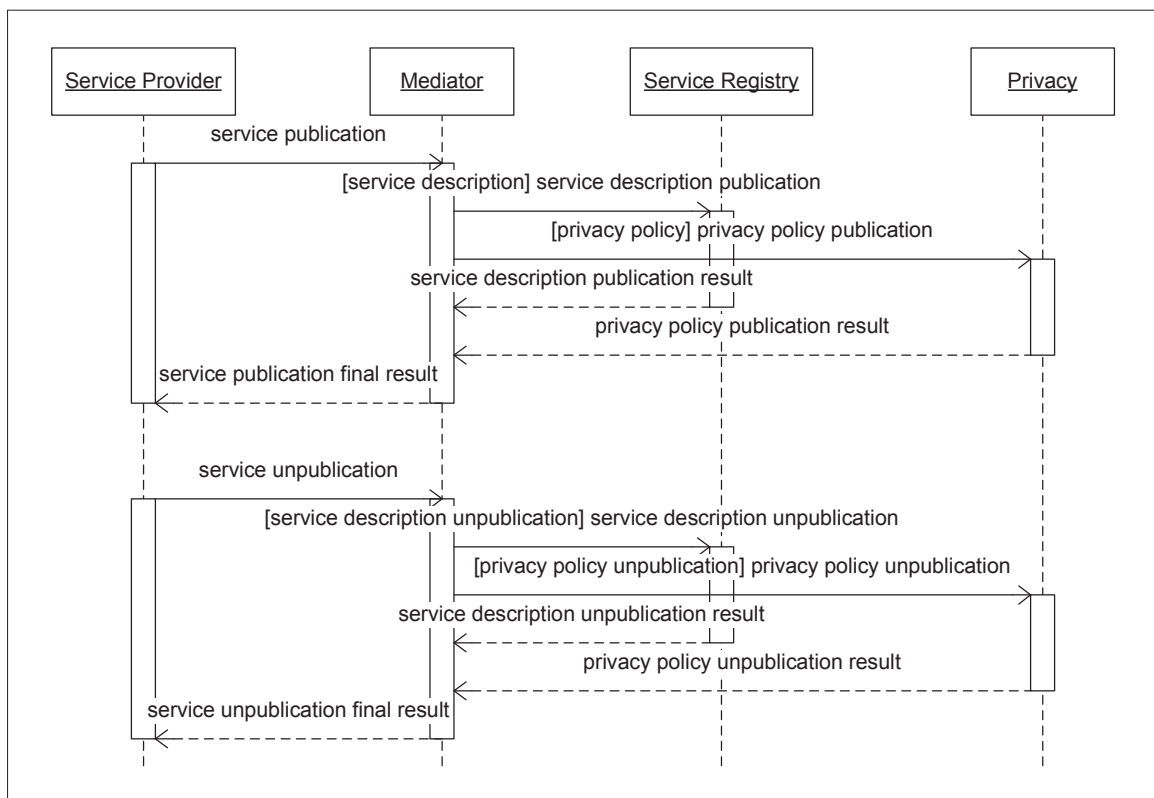 Service Provider
Mediator
Service Registry
Privacy
service publication
[service description] service description publication
[privacy policy] privacy policy publication
service description publication result
privacy policy publication result
service publication final result
service unpublication
[service description unpublication] service description unpublication
[privacy policy unpublication] privacy policy unpublication
service description unpublication result
privacy policy unpublication result
service unpublication final result